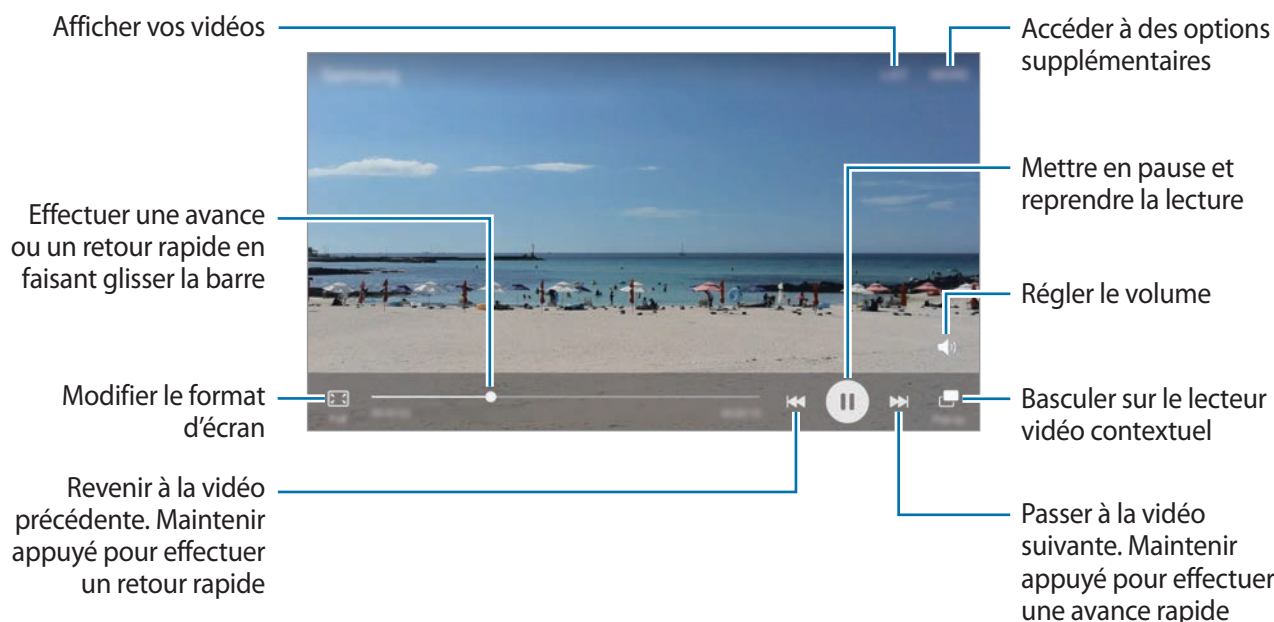 Afficher vos vidéos
Accéder à des options
supplémentaires
Mettre en pause et
reprendre la lecture
Effectuer une avance
ou un retour rapide en
faisant glisser la barre
Régler le volume
Modifier le format
d'écran
Basculer sur le lecteur
vidéo contextuel
Revenir à la vidéo
précédente. Maintenir
appuyé pour effectuer
un retour rapide
Passer à la vidéo
suivante. Maintenir
appuyé pour effectuer
une avance rapide